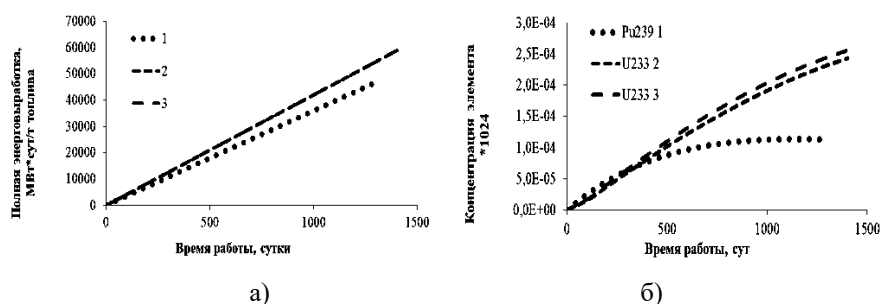 Полная энерговыработка,
МВт*сут/т топлива
70000
60000
50000
40000
30000
20000
10000
0
1
2
3
0
500
1000
1500
Время работы, сутки
а)
Концентрация элемента
*1024
3,0E-04
2,5E-04
2,0E-04
1,5E-04
1,0E-04
5,0E-05
0,0E+00
Pu239 1
U233 2
U233 3
0
500
1000
1500
Время работы, сут
б)